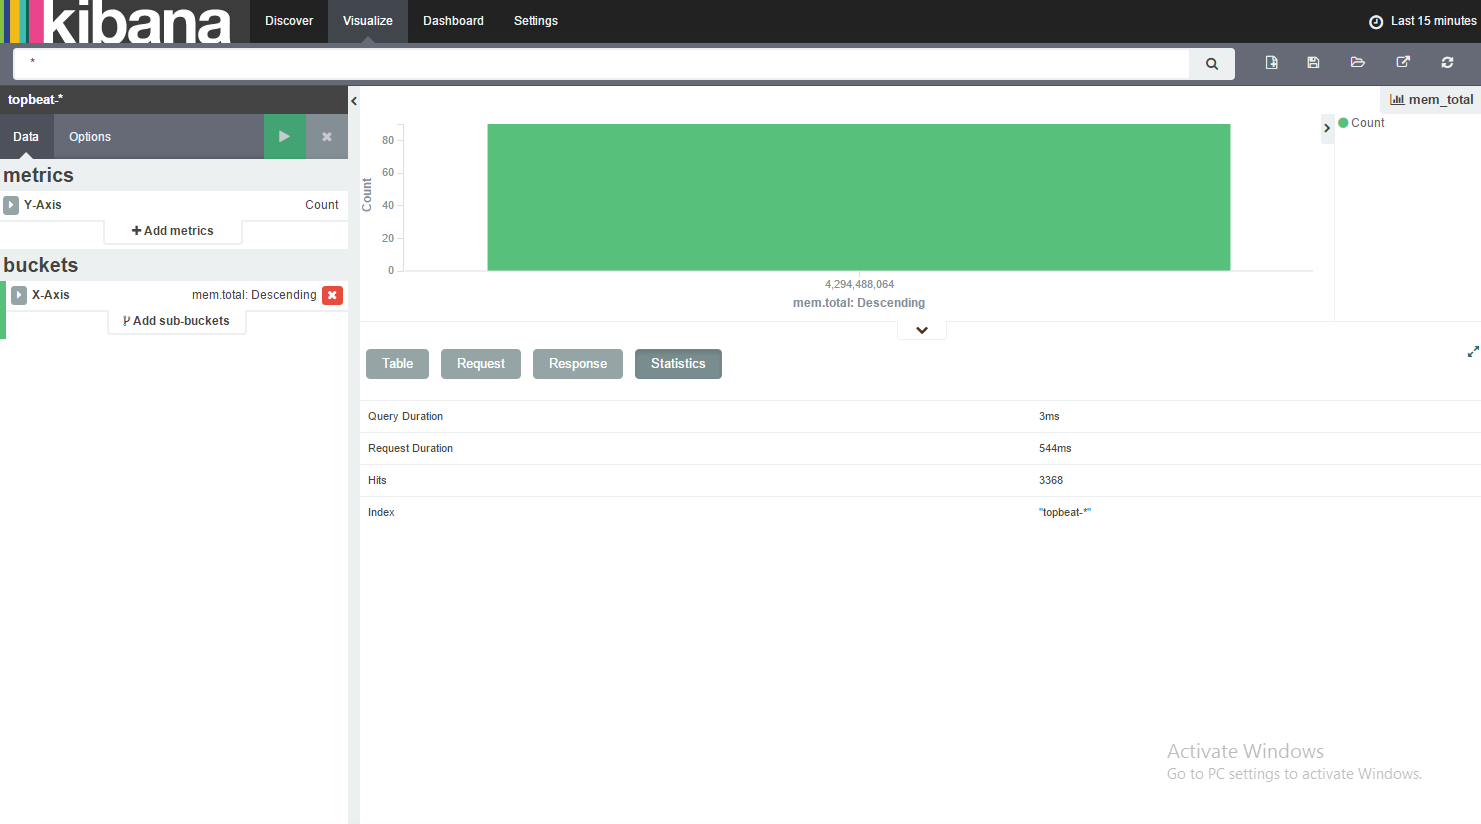 kibana
Discover
Visualize
Dashboard
Settings
Last 15 minutes
*
topbeat-*
mem_total
Data
Options
metrics
Y-Axis Count
Add metrics
buckets
X-Axis mem.total: Descending
Add sub-buckets
Count
80
60
40
20
0
4,294,488,064
mem.total: Descending
Count
Table
Request
Response
Statistics
Query Duration 3ms
Request Duration 544ms
Hits 3368
Index "topbeat-*"
Activate Windows
Go to PC settings to activate Windows.